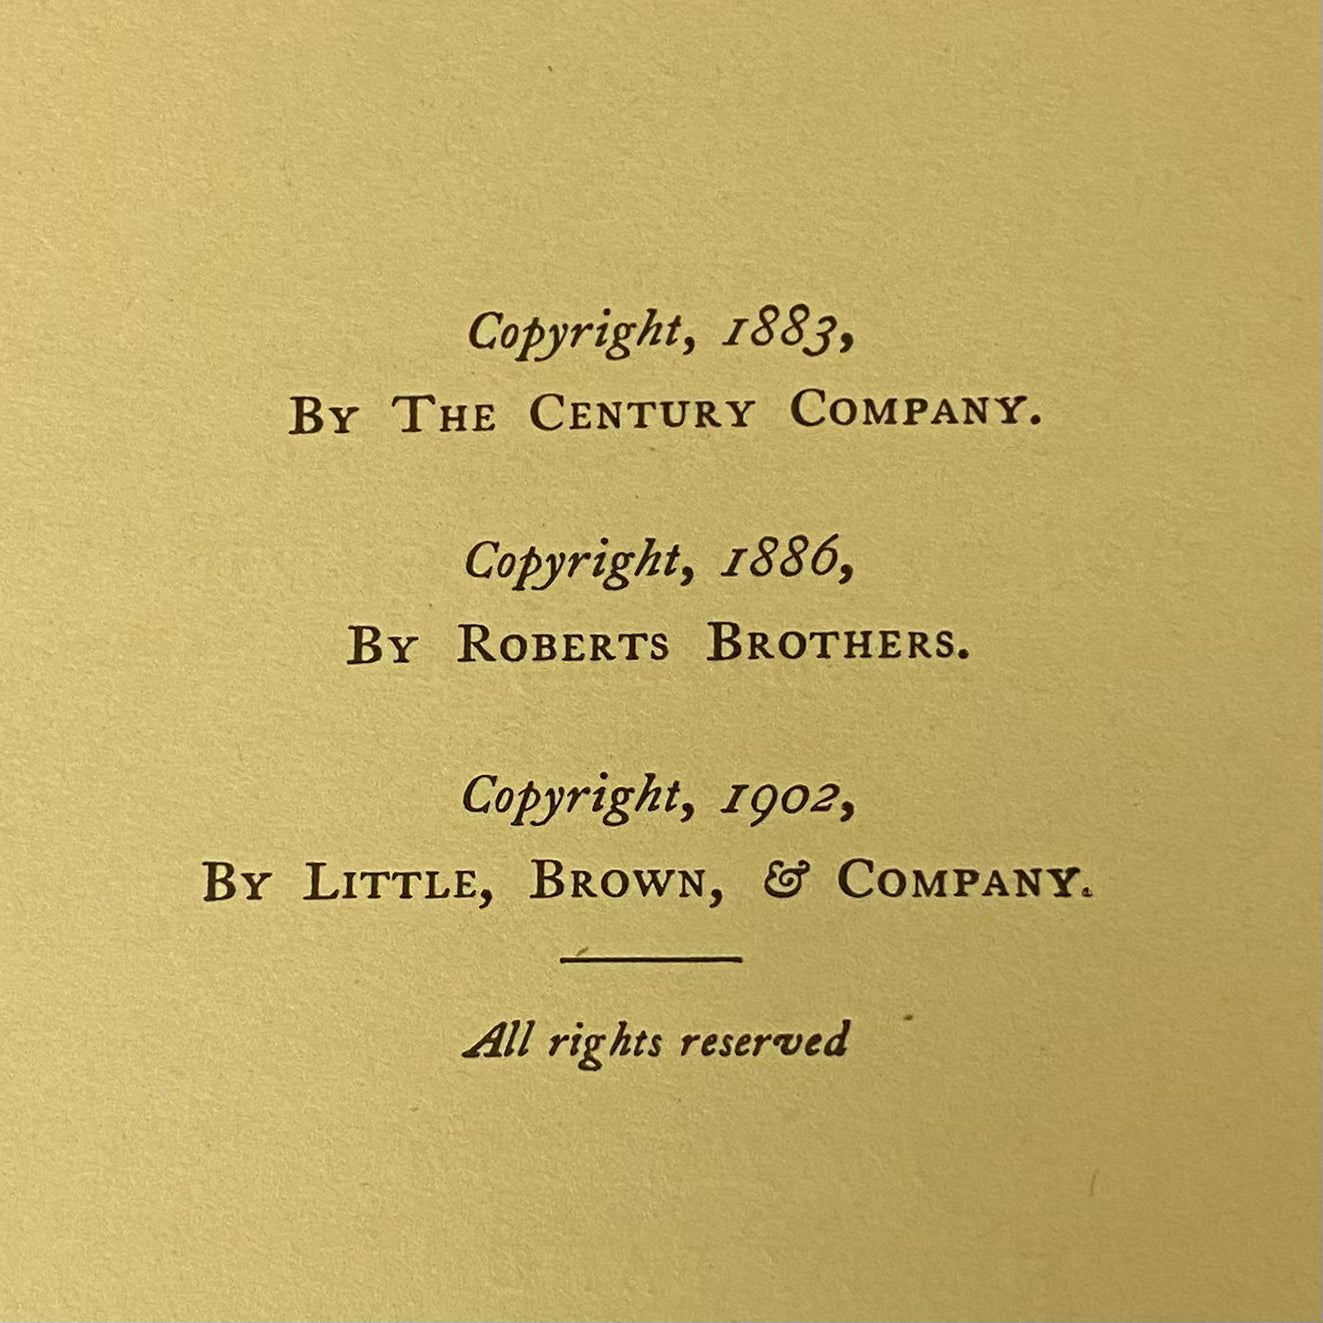 Copyright, 1883,
By The Century Company.
Copyright, 1886,
By Roberts Brothers.
Copyright, 1902,
By Little, Brown, & Company.
All rights reserved